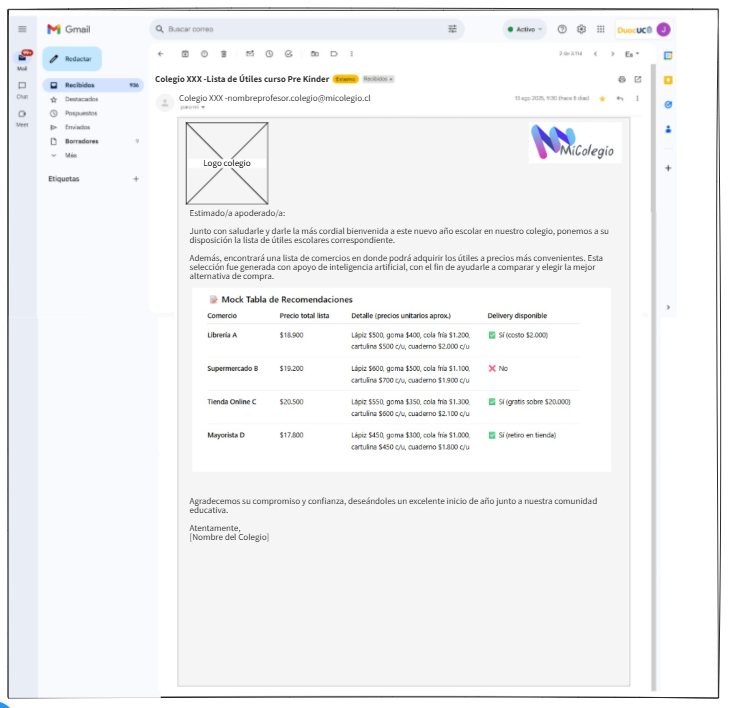 Gmail
Buscar correo
Activo
DuocUC
J
99+
Mail
Redactar
2 de 3.114
Es
Chat
Recibidos 936
Colegio XXX -Lista de Útiles curso Pre Kinder Externo Recibidos x
Destacados
Colegio XXX -nombreprofesor.colegio@micolegio.cl
para mí
Pospuestos
Meet
Enviados
Borradores
Más
Etiquetas +
Logo colegio
MiColegio
Estimado/a apoderado/a:
Junto con saludarle y darle la más cordial bienvenida a este nuevo año escolar en nuestro colegio, ponemos a su
disposición la lista de útiles escolares correspondiente.
Además, encontrará una lista de comercios en donde podrá adquirir los útiles a precios más convenientes. Esta
selección fue generada con apoyo de inteligencia artificial, con el fin de ayudarle a comparar y elegir la mejor
alternativa de compra.
Mock Tabla de Recomendaciones
Comercio Precio total lista Detalle (precios unitarios aprox.) Delivery disponible
Librería A $18.900 Lápiz $500, goma $400, cola fría $1.200, Sí (costo $2.000)
cartulina $500 c/u, cuaderno $2.000 c/u
Supermercado B $19.200 Lápiz $600, goma $500, cola fría $1.100, No
cartulina $700 c/u, cuaderno $1.900 c/u
Tienda Online C $20.500 Lápiz $550, goma $350, cola fría $1.300, Sí (gratis sobre $20.000)
cartulina $600 c/u, cuaderno $2.100 c/u
Mayorista D $17.800 Lápiz $450, goma $300, cola fría $1.000, Sí (retiro en tienda)
cartulina $450 c/u, cuaderno $1.800 c/u
Agradecemos su compromiso y confianza, deseándoles un excelente inicio de año junto a nuestra comunidad
educativa.
Atentamente,
[Nombre del Colegio]